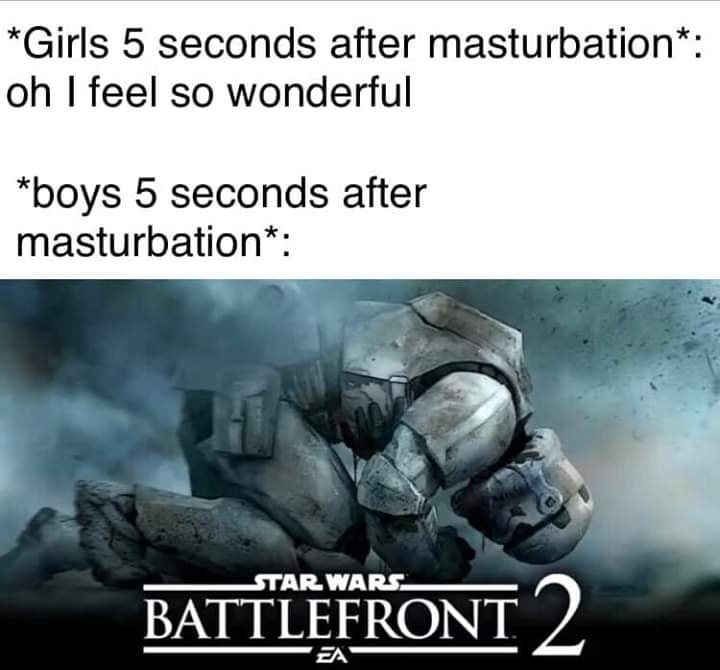 *Girls 5 seconds after masturbation*:
oh I feel so wonderful
*boys 5 seconds after
masturbation*:
STAR WARS
BATTLEFRONT 2
EA